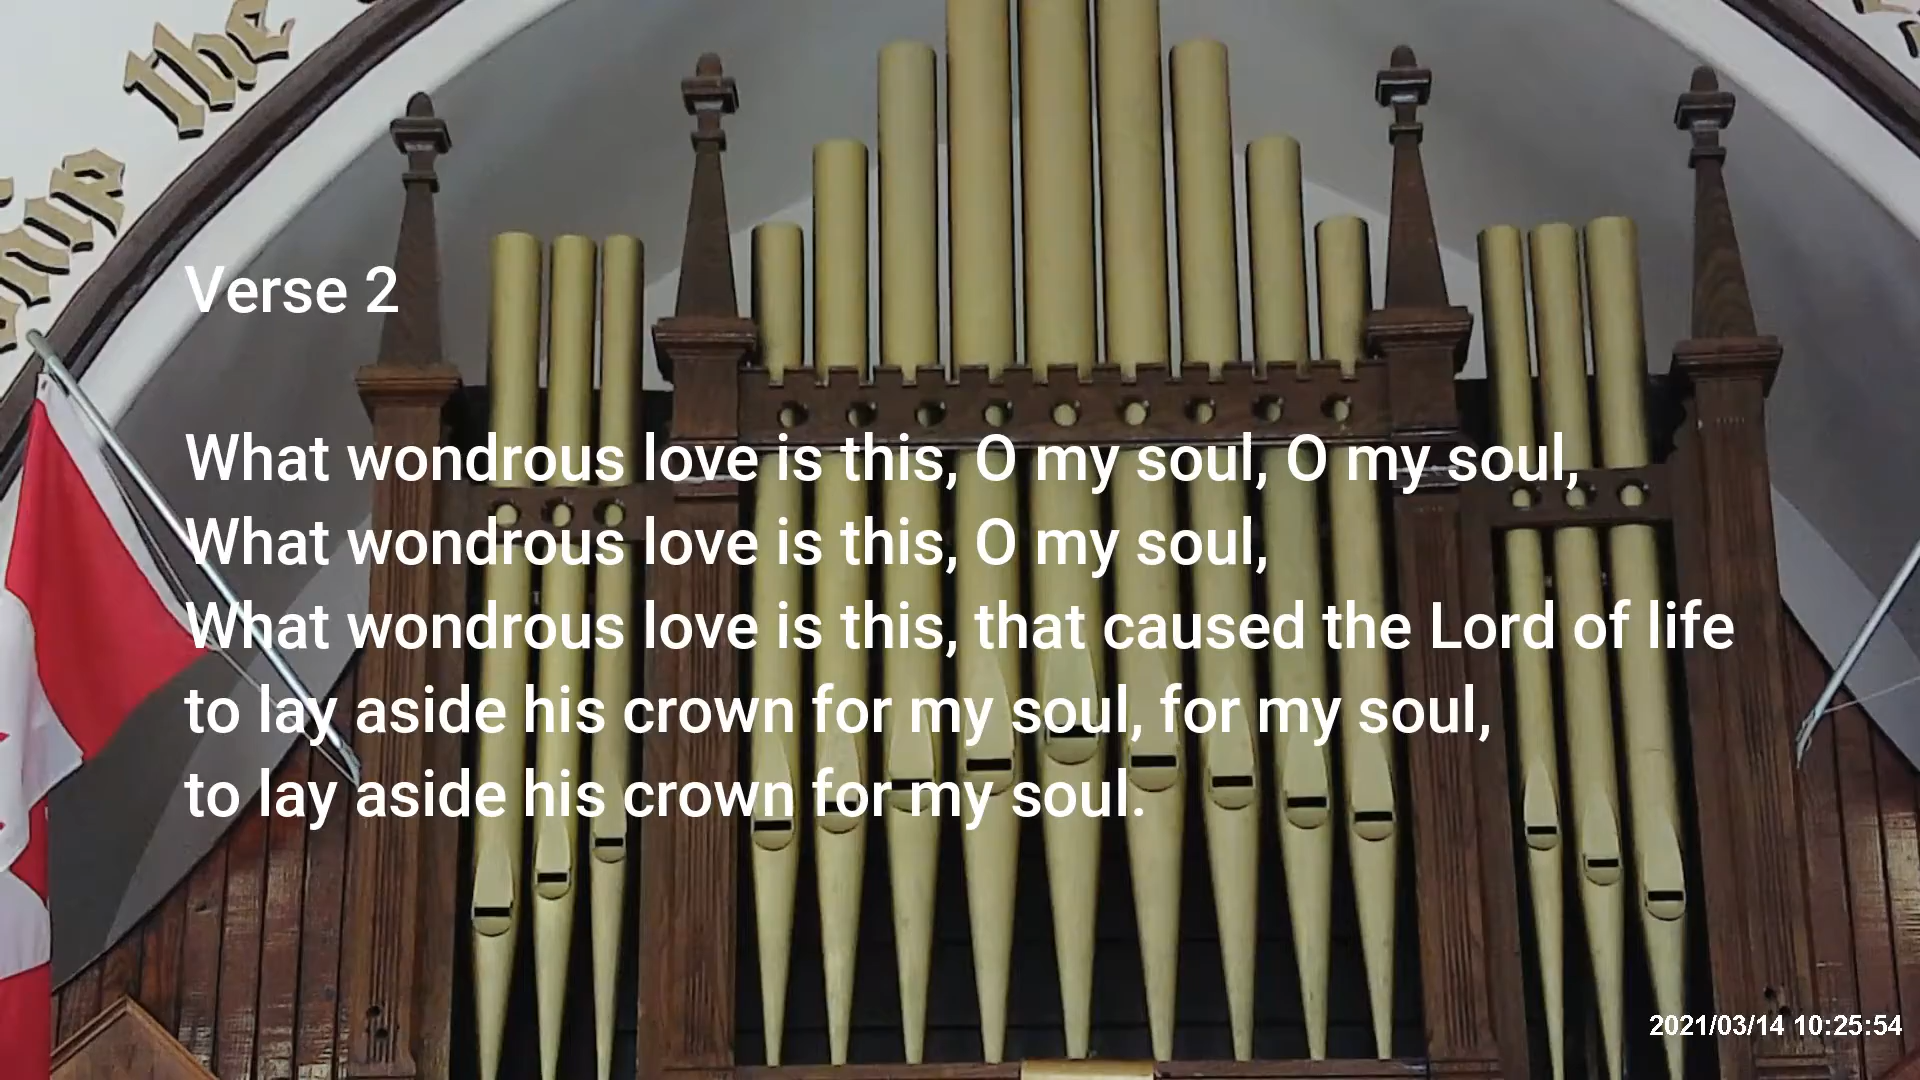 the
Verse 2
What wondrous love is this, O my soul, O my soul,
What wondrous love is this, O my soul,
What wondrous love is this, that caused the Lord of life
to lay aside his crown for my soul, for my soul,
to lay aside his crown for my soul.
2021/03/14 10:25:54